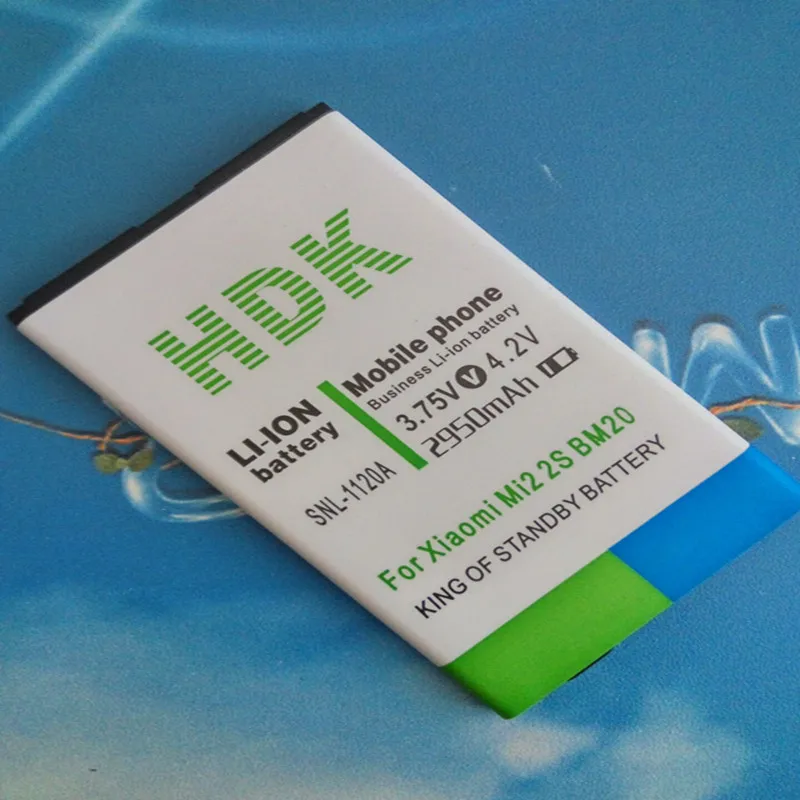 HDK
LI-ION
battery
SNL-1120A
Mobile phone
Business Li-ion battery
3.75V V 4.2V
2950mAh
For Xiaomi Mi2 2S BM20
KING OF STANDBY BATTERY